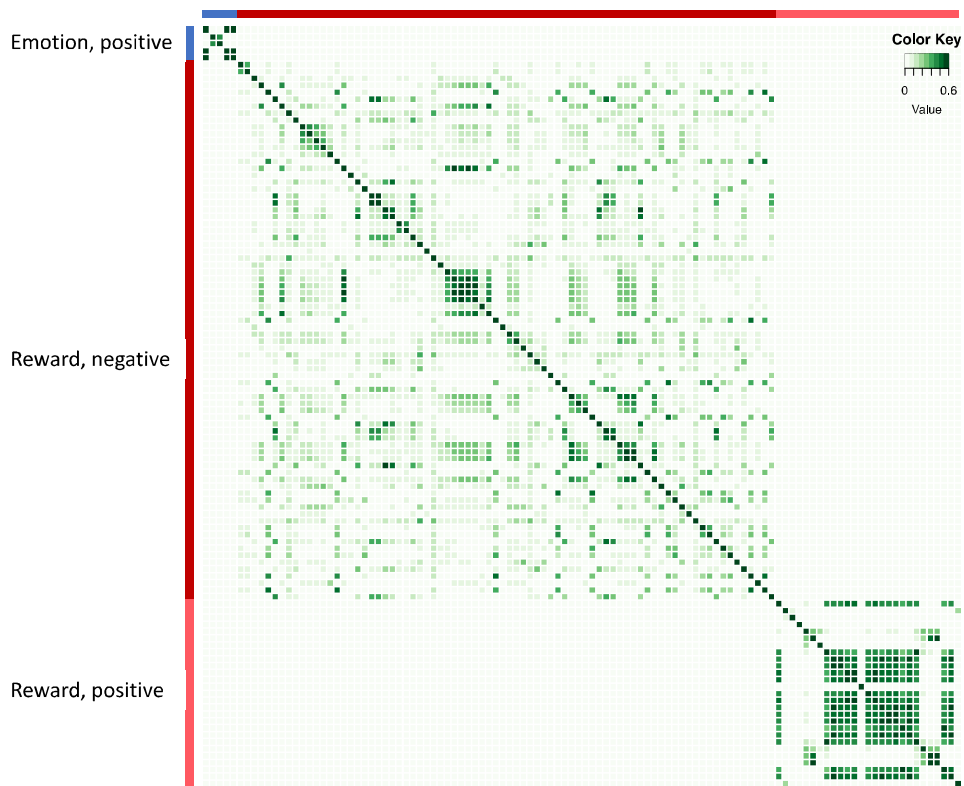 Emotion, positive
Color Key
0 0.6
Value
Reward, negative
Reward, positive